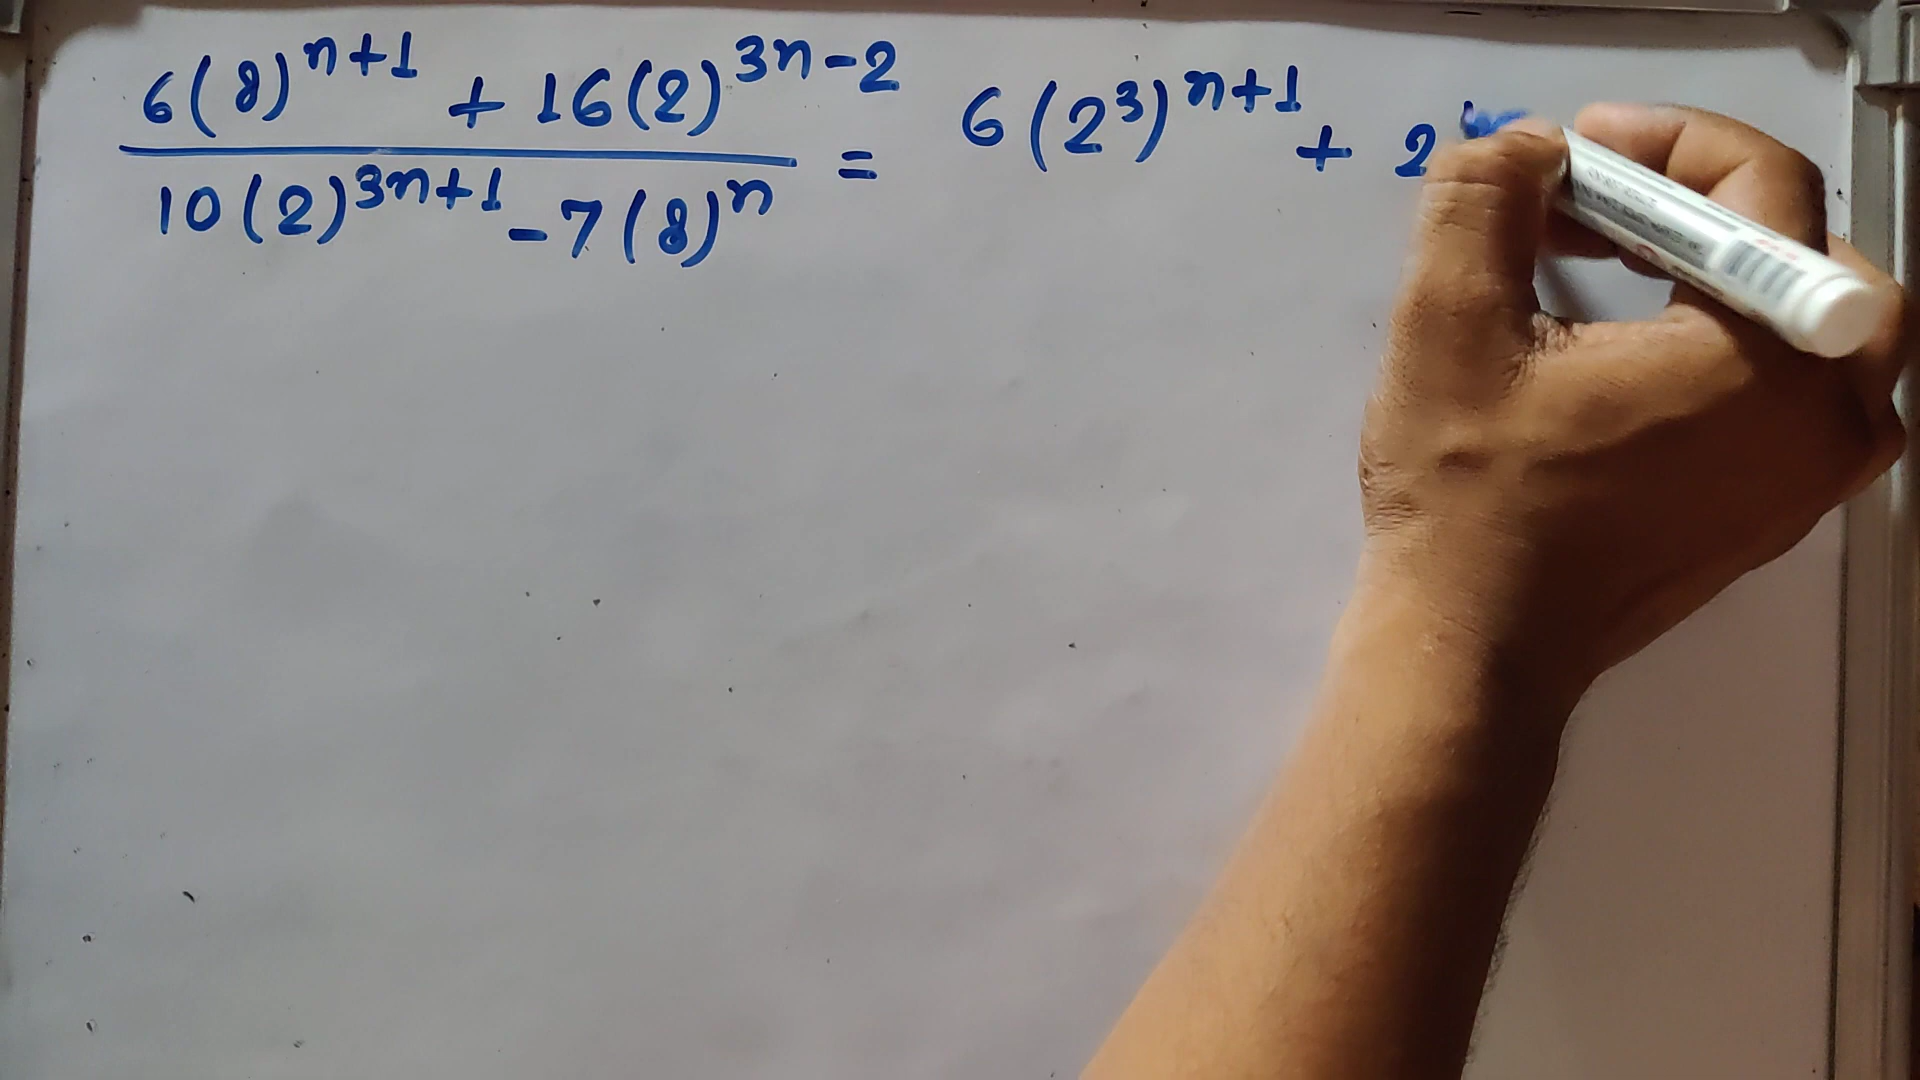 6(8)^{n+1} + 16(2)^{3n-2}
/ 10(2)^{3n+1} - 7(8)^n
= 6(2^3)^{n+1} + 2